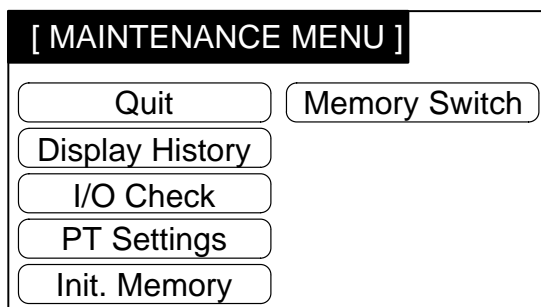 [ MAINTENANCE MENU ]
Quit
Memory Switch
Display History
I/O Check
PT Settings
Init. Memory